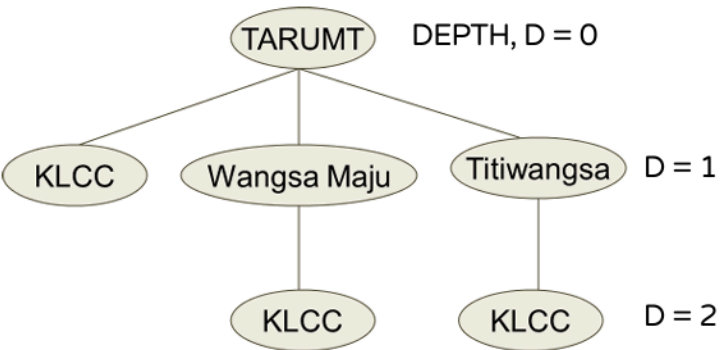 TARUMT DEPTH, D = 0
KLCC Wangsa Maju Titiwangsa D = 1
KLCC KLCC D = 2